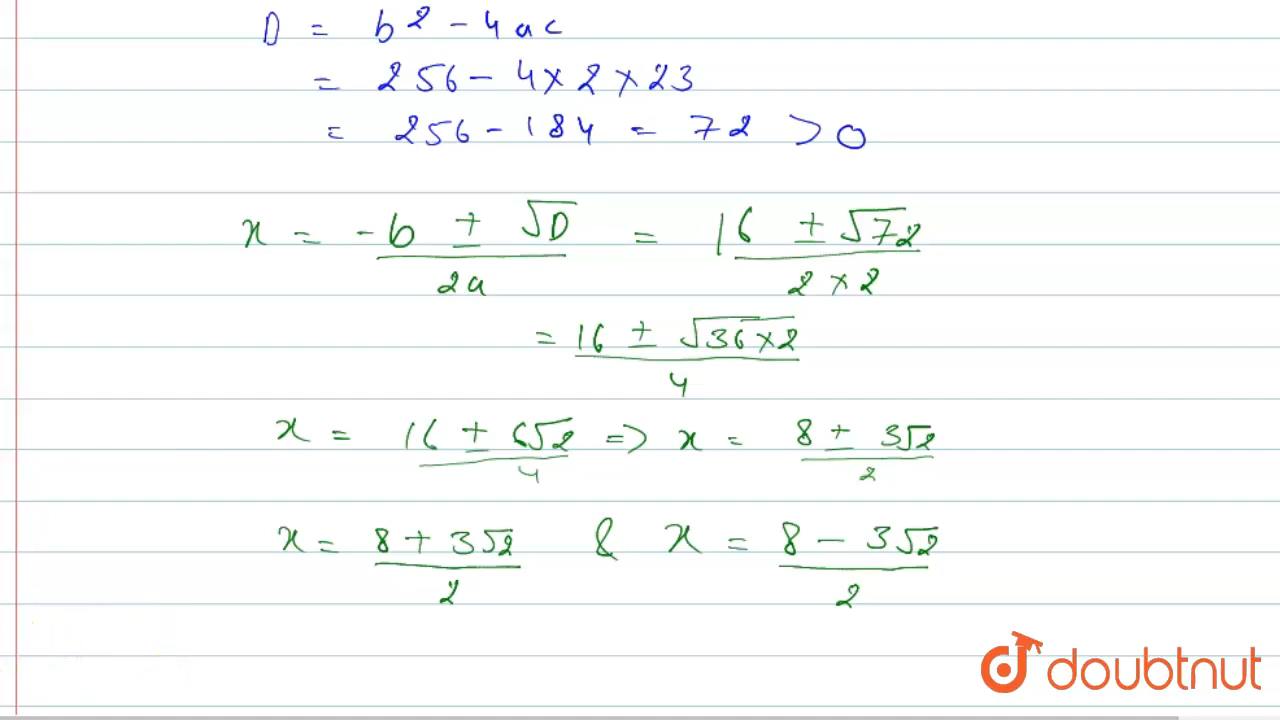 D = b² - 4ac
= 256 - 4 × 2 × 23
= 256 - 184 = 72 > 0
x = -b ± √D / 2a = 16 ± √72 / 2 × 2
= 16 ± √36 × 2 / 4
x = 16 ± 6√2 / 4 => x = 8 ± 3√2 / 2
x = 8 + 3√2 / 2 & x = 8 - 3√2 / 2
doubtnut